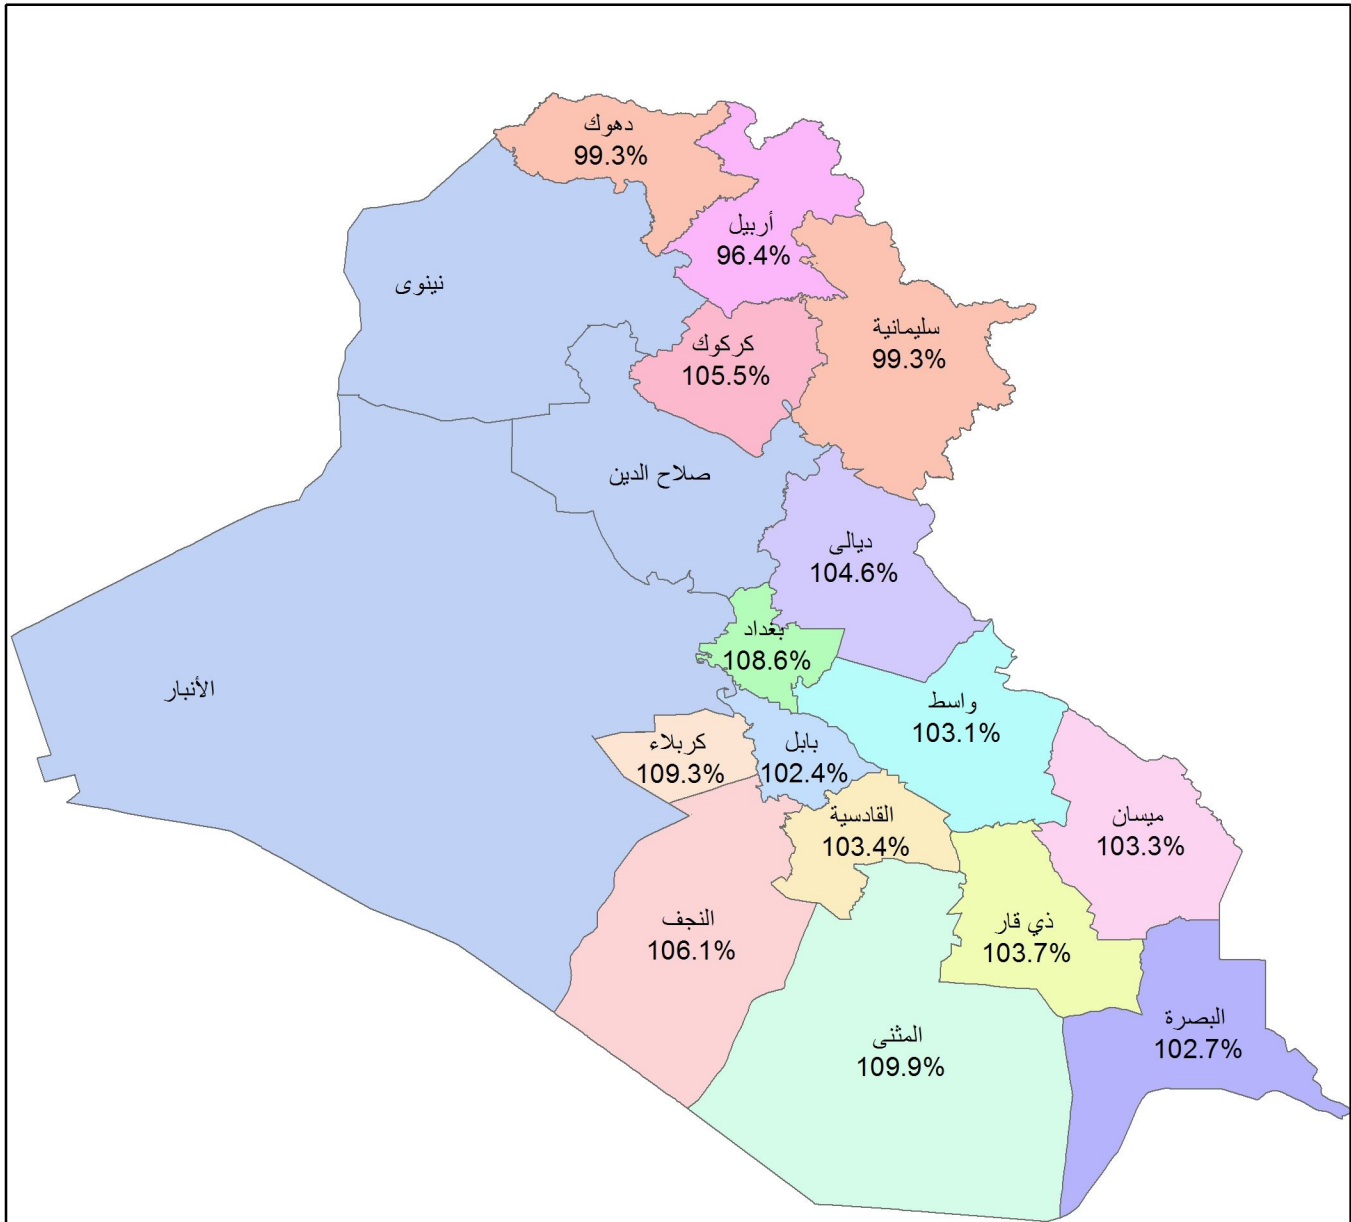 دهوك
99.3%
أربيل
96.4%
نينوى
سليمانية
99.3%
كركوك
105.5%
صلاح الدين
ديالى
104.6%
بغداد
108.6%
الأنبار
واسط
103.1%
كربلاء
109.3%
بابل
102.4%
القادسية
103.4%
ميسان
103.3%
النجف
106.1%
ذي قار
103.7%
البصرة
102.7%
المثنى
109.9%